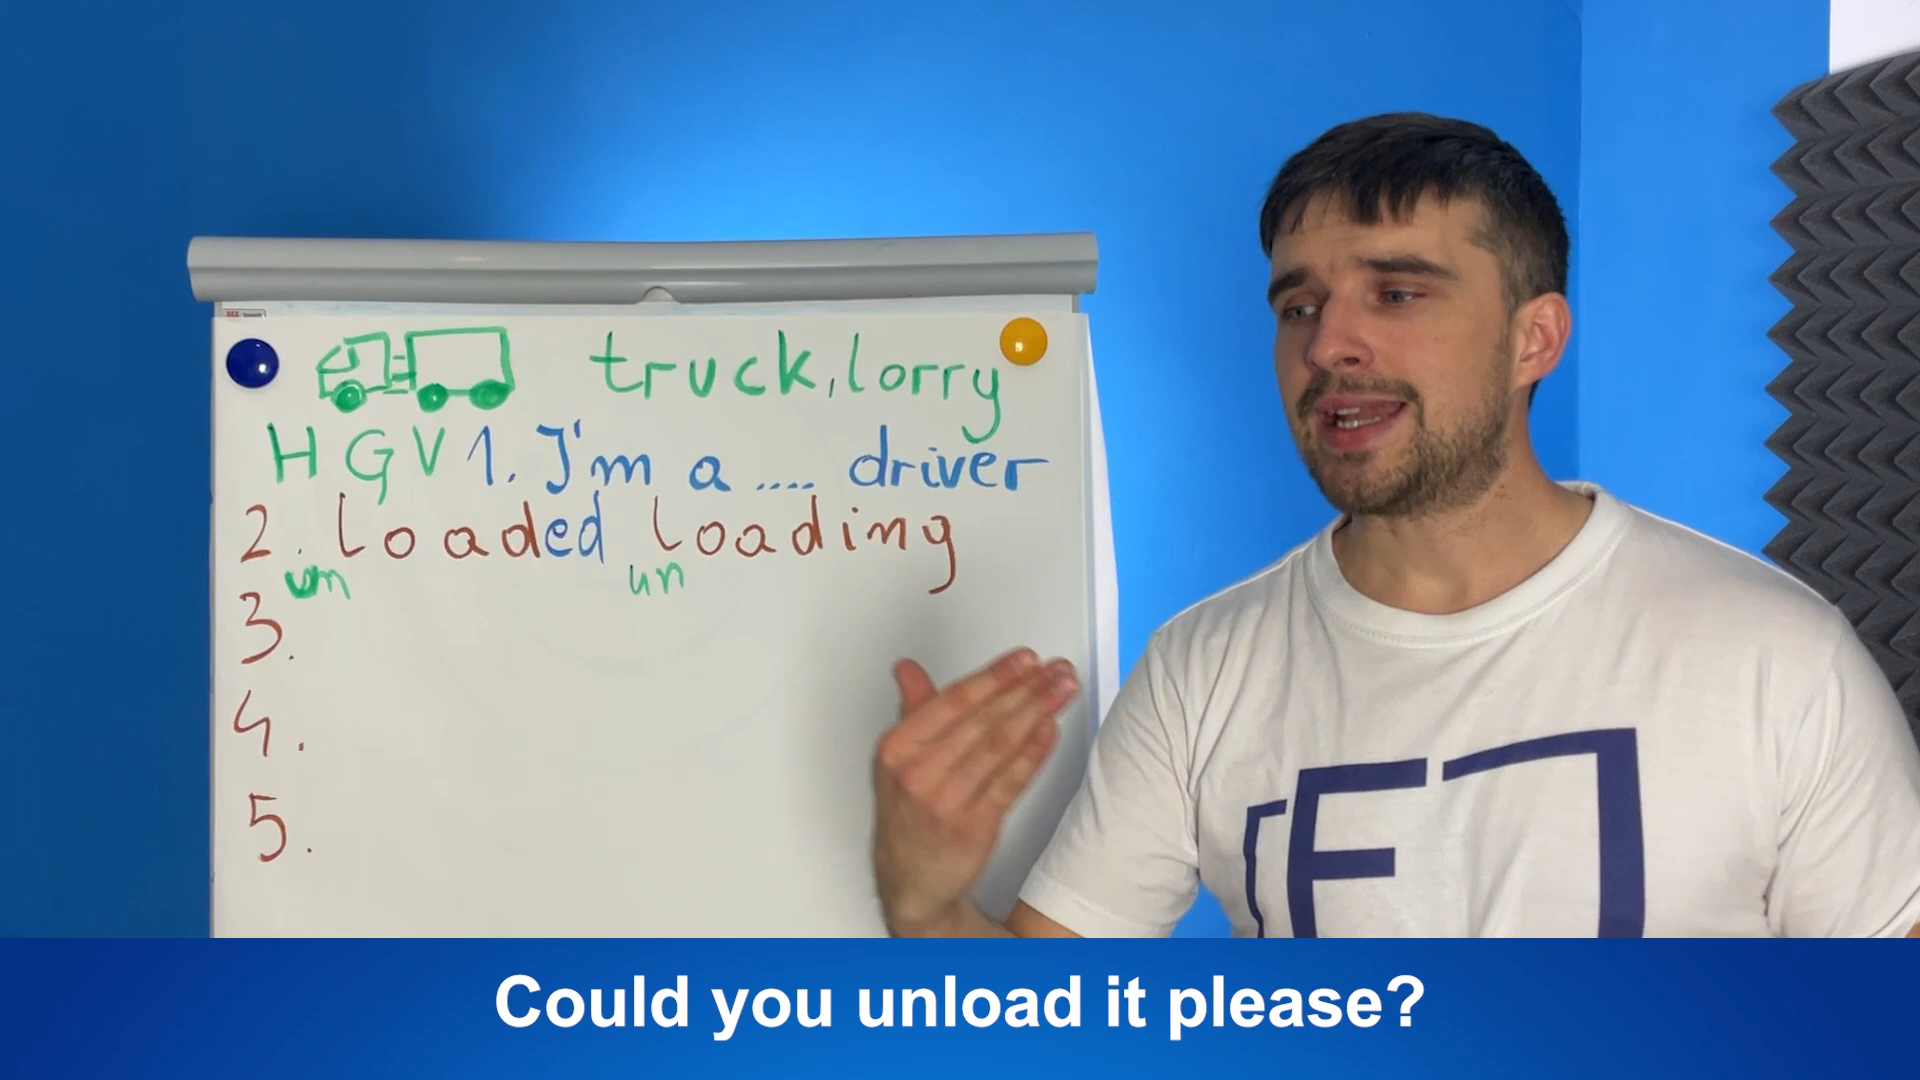 truck, lorry
HGV 1. I'm a .... driver
2. loaded loading
un un
3.
4.
5.
E
Could you unload it please?